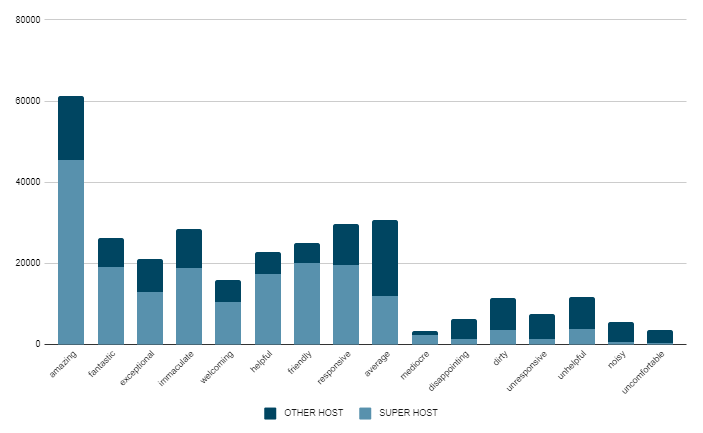 80000
60000
40000
20000
0
amazing
fantastic
exceptional
immaculate
welcoming
helpful
friendly
responsive
average
mediocre
disappointing
dirty
unresponsive
unhelpful
noisy
uncomfortable
OTHER HOST
SUPER HOST